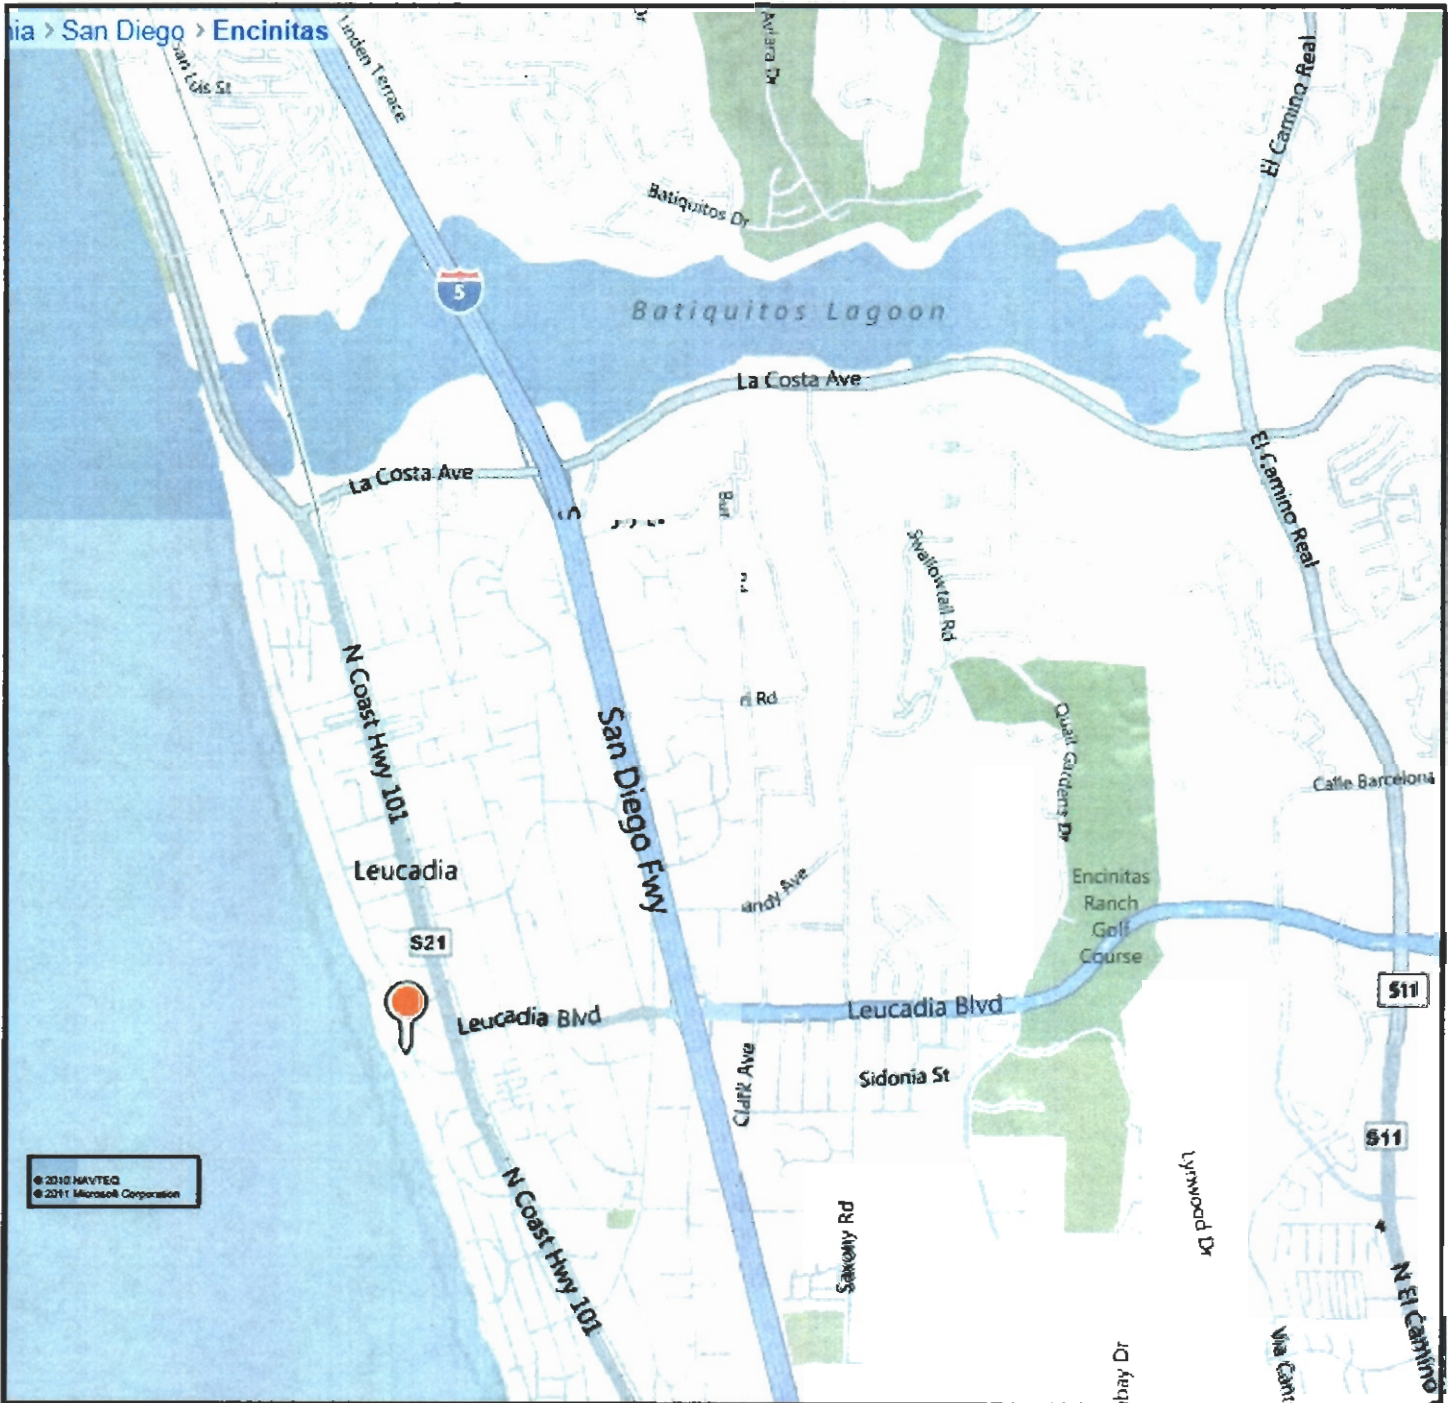 San Diego > Encinitas
San Luis St
Linden Terrace
Aviara Dr
El Camino Real
Batiquitos Dr
5
Batiquitos Lagoon
La Costa Ave
La Costa Ave
El Camino Real
Swallowtail Rd
N Coast Hwy 101
Rd
San Diego Fwy
Quail Gardens Dr
Calle Barcelona
Leucadia
Encinitas
Ranch
Golf
Course
S21
S11
Leucadia Blvd
Leucadia Blvd
Clark Ave
Sidonia St
S11
© 2010 NAVTEQ
© 2011 Microsoft Corporation
N Coast Hwy 101
Saxony Rd
Lynwood Dr
N El Camino